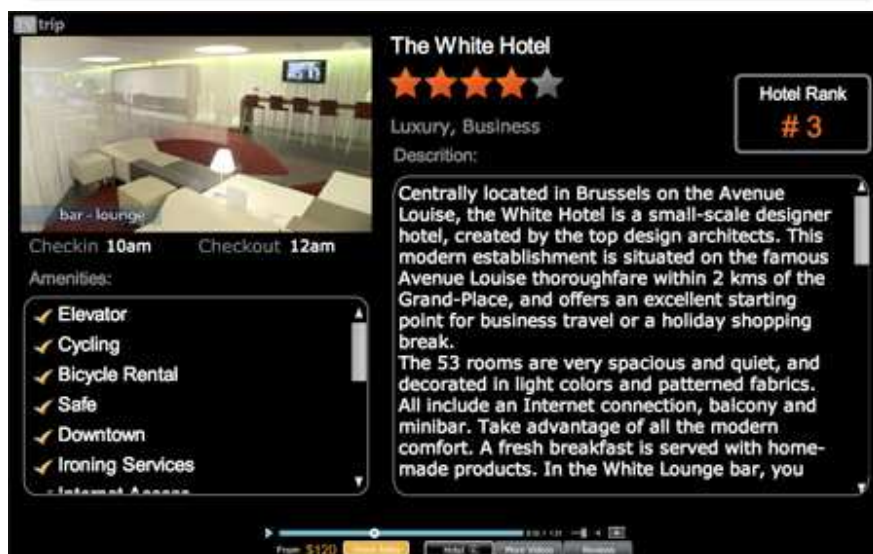 TVtrip
The White Hotel
Hotel Rank
# 3
Luxury, Business
Descrition:
bar - lounge
Checkin 10am Checkout 12am
Amenities:
Elevator
Cycling
Bicycle Rental
Safe
Downtown
Ironing Services
Internet Access
Centrally located in Brussels on the Avenue
Louise, the White Hotel is a small-scale designer
hotel, created by the top design architects. This
modern establishment is situated on the famous
Avenue Louise thoroughfare within 2 kms of the
Grand-Place, and offers an excellent starting
point for business travel or a holiday shopping
break.
The 53 rooms are very spacious and quiet, and
decorated in light colors and patterned fabrics.
All include an Internet connection, balcony and
minibar. Take advantage of all the modern
comfort. A fresh breakfast is served with home-
made products. In the White Lounge bar, you
From $120
Hotel
More Videos
Reviews